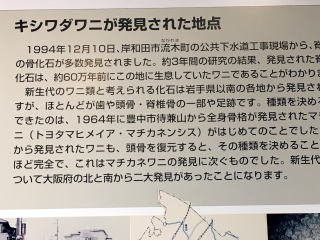 キシワダワニが発見された地点
ながれまち
1994年12月10日、岸和田市流木町の公共下水道工事現場から、
の骨化石が多数発見されました。約3年間の研究の結果、発見された
化石は、約60万年前にこの地に生息していたワニであることがわかりま
新生代のワニ類と考えられる化石は岩手県以南の各地から発見され
すが、ほとんどが歯や頭骨・脊椎骨の一部や足跡です。種類を決める
できたのは、1964年に豊中市待兼山から全身骨格が発見されたマチ
ニ（トヨタマヒメイア・マチカネンシス）がはじめてのことでした
から発見されたワニも、頭骨を復元すると、その種類を決めること
ほど完全で、これはマチカネワニの発見に次ぐものでした。新生代
ついて大阪府の北と南から二大発見があったことになります。